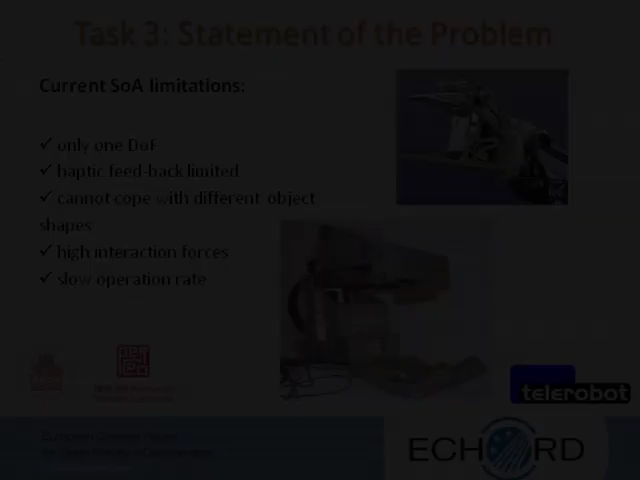 Task 3: Statement of the Problem
Current SoA limitations:
✓ only one DoF
✓ haptic feed-back limited
✓ cannot cope with different object
shapes
✓ high interaction forces
✓ slow operation rate
telerobot
ECHORD